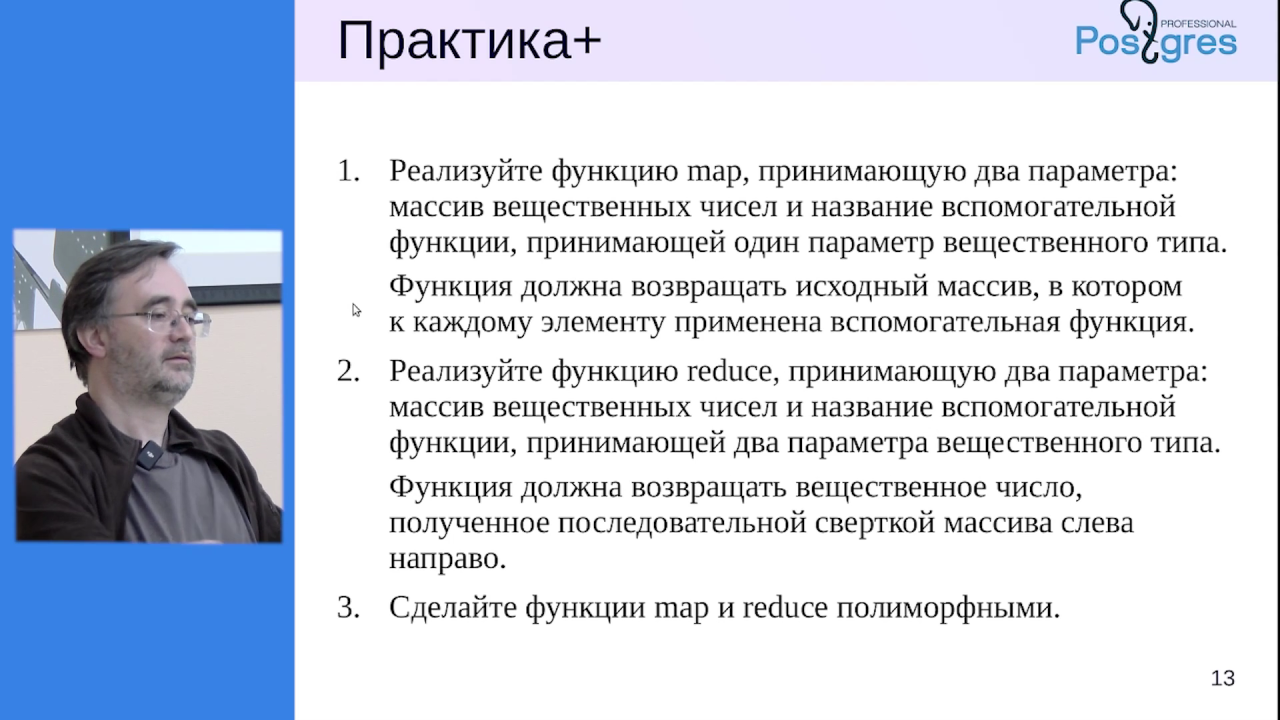 Практика+
PROFESSIONAL
Postgres
1. Реализуйте функцию map, принимающую два параметра:
массив вещественных чисел и название вспомогательной
функции, принимающей один параметр вещественного типа.
Функция должна возвращать исходный массив, в котором
к каждому элементу применена вспомогательная функция.
2. Реализуйте функцию reduce, принимающую два параметра:
массив вещественных чисел и название вспомогательной
функции, принимающей два параметра вещественного типа.
Функция должна возвращать вещественное число,
полученное последовательной сверткой массива слева
направо.
3. Сделайте функции map и reduce полиморфными.
13